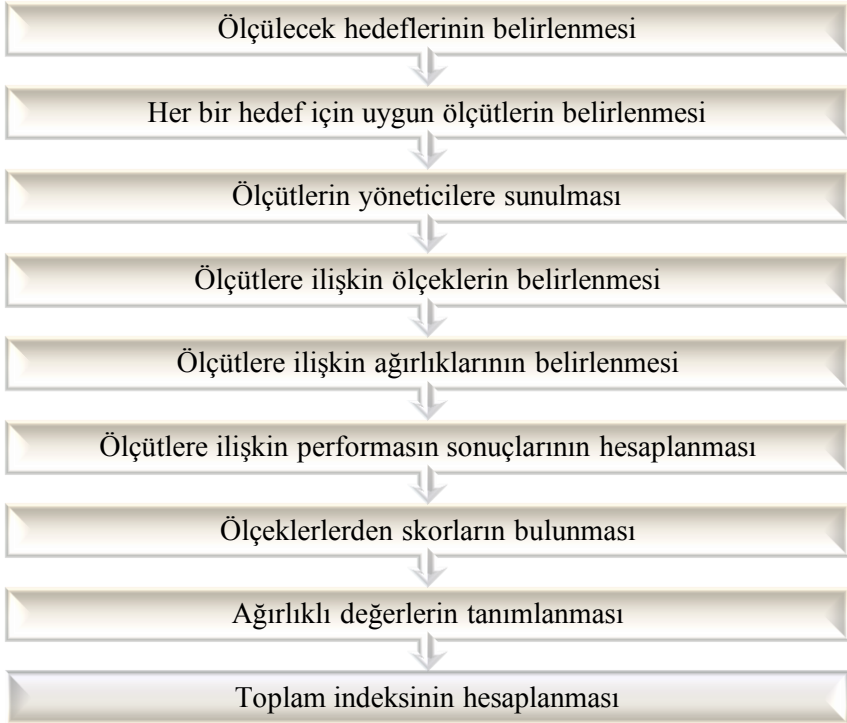 Ölçülecek hedeflerinin belirlenmesi
Her bir hedef için uygun ölçütlerin belirlenmesi
Ölçütlerin yöneticilere sunulması
Ölçütlere ilişkin ölçeklerin belirlenmesi
Ölçütlere ilişkin ağırlıklarının belirlenmesi
Ölçütlere ilişkin performasın sonuçlarının hesaplanması
Ölçeklerlerden skorların bulunması
Ağırlıklı değerlerin tanımlanması
Toplam indeksinin hesaplanması